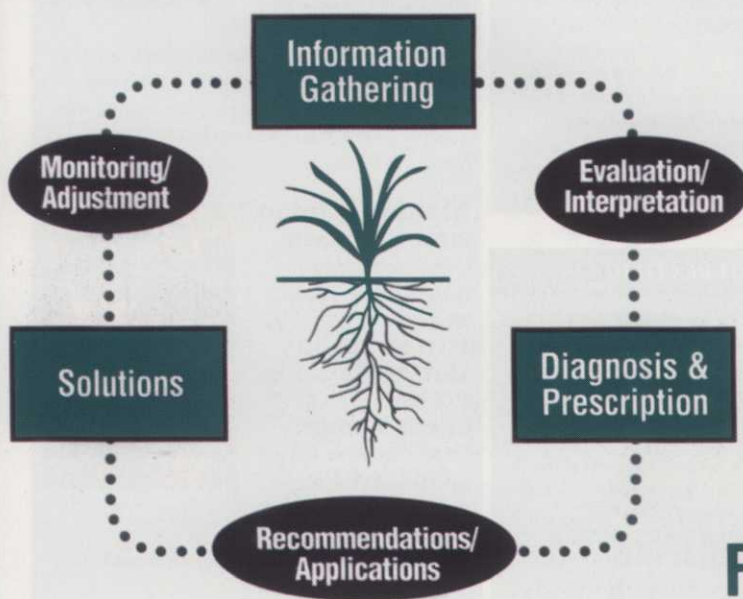 Information
Gathering
Monitoring/
Adjustment
Evaluation/
Interpretation
Solutions
Diagnosis &
Prescription
Recommendations/
Applications
F